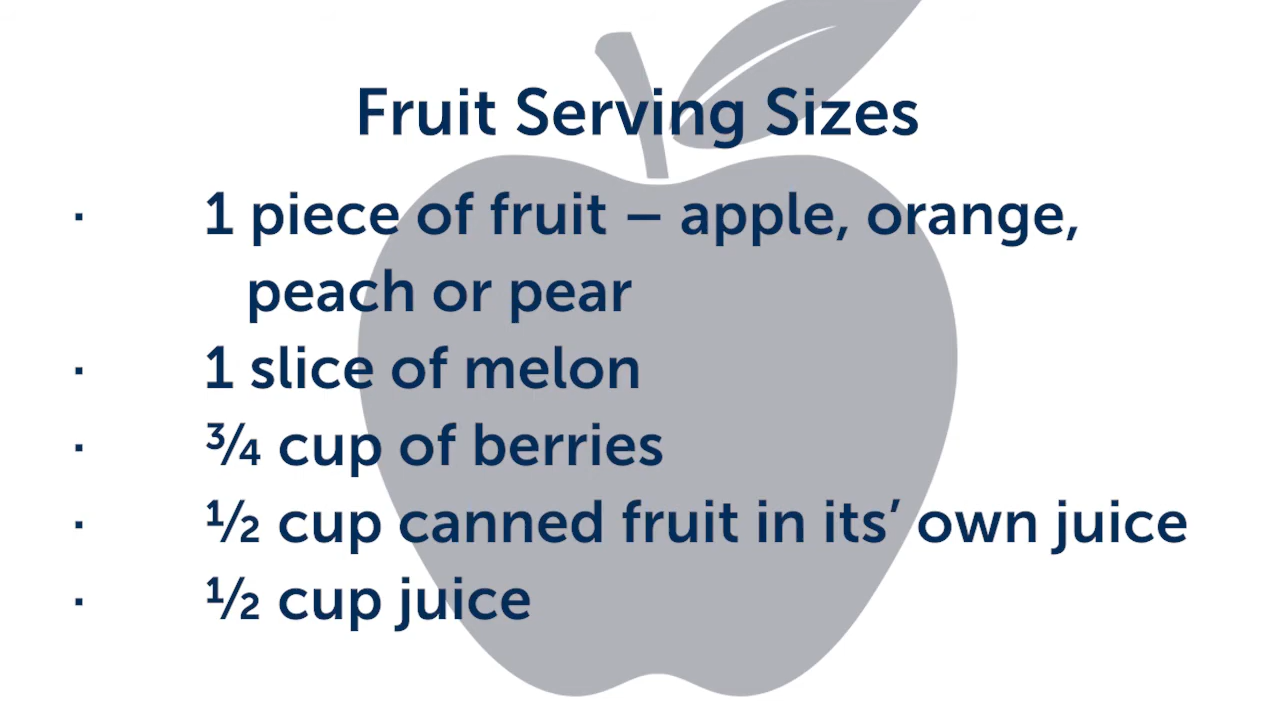 Fruit Serving Sizes
· 1 piece of fruit – apple, orange,
peach or pear
· 1 slice of melon
· ¾ cup of berries
· ½ cup canned fruit in its’ own juice
· ½ cup juice